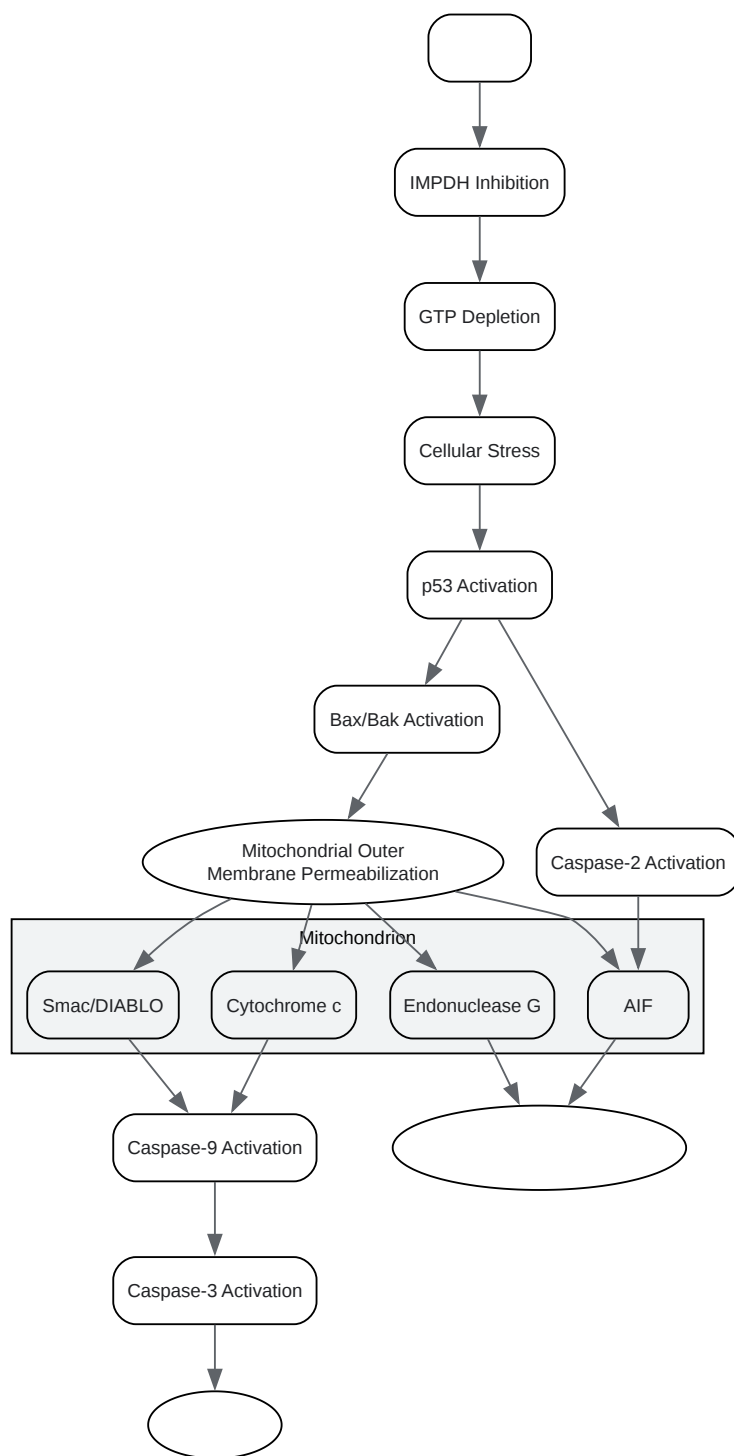 IMPDH Inhibition
GTP Depletion
Cellular Stress
p53 Activation
Bax/Bak Activation
Mitochondrial Outer
Membrane Permeabilization
Caspase-2 Activation
Mitochondrion
Smac/DIABLO
Cytochrome c
Endonuclease G
AIF
Caspase-9 Activation
Caspase-3 Activation